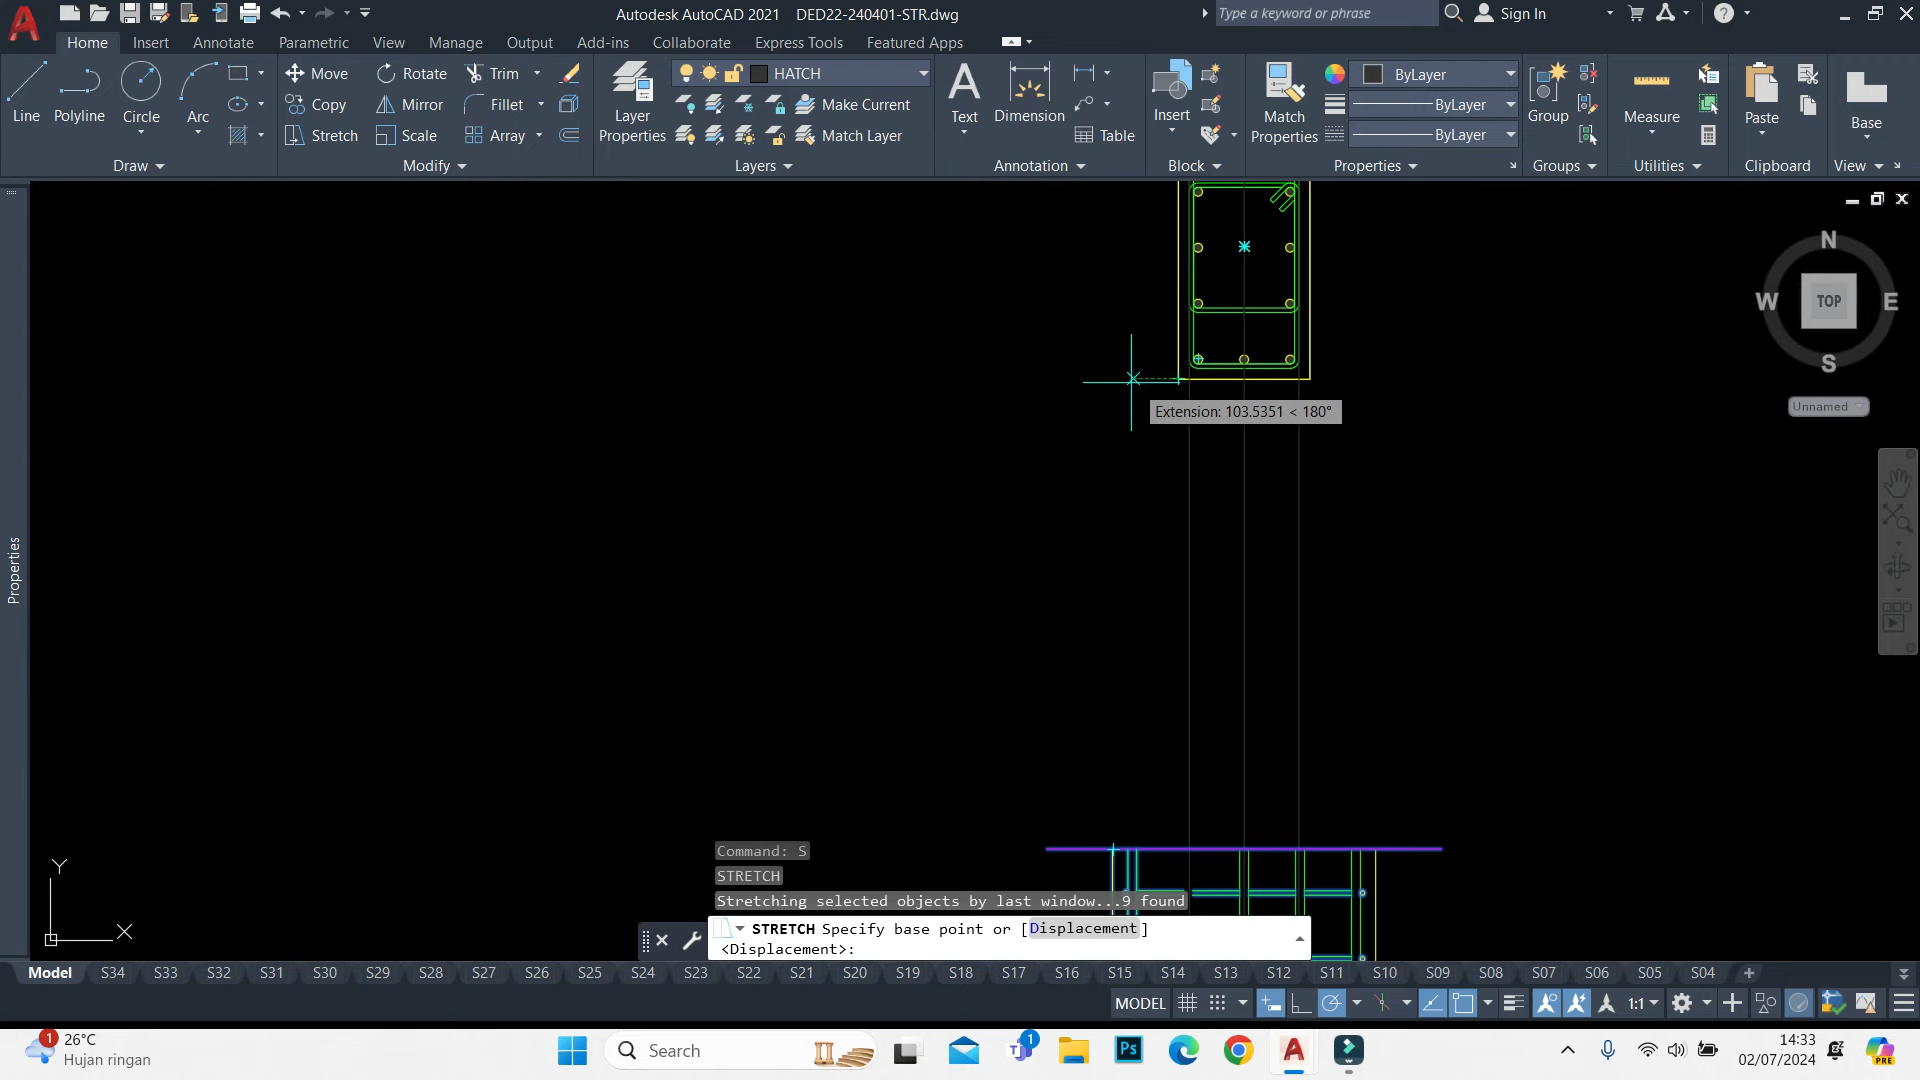 Autodesk AutoCAD 2021 DED22-240401-STR.dwg
Type a keyword or phrase
Sign In
Home Insert Annotate Parametric View Manage Output Add-ins Collaborate Express Tools Featured Apps
Line Polyline Circle Arc
Move Rotate Trim
Copy Mirror Fillet
Stretch Scale Array
Layer Properties
HATCH
Make Current
Match Layer
Text Dimension Table
Insert
Match Properties
ByLayer
ByLayer
ByLayer
Group Measure Paste Base
Draw Modify Layers Annotation Block Properties Groups Utilities Clipboard View
Properties
N
W TOP E
S
Unnamed
Extension: 103.5351 < 180°
Y
X
Command: S
STRETCH
Stretching selected objects by last window...9 found
STRETCH Specify base point or [Displacement]
<Displacement>:
Model S34 S33 S32 S31 S30 S29 S28 S27 S26 S25 S24 S23 S22 S21 S20 S19 S18 S17 S16 S15 S14 S13 S12 S11 S10 S09 S08 S07 S06 S05 S04
MODEL 1:1
1
26°C
Hujan ringan
Search
1
Ps
14:33
02/07/2024
PRE